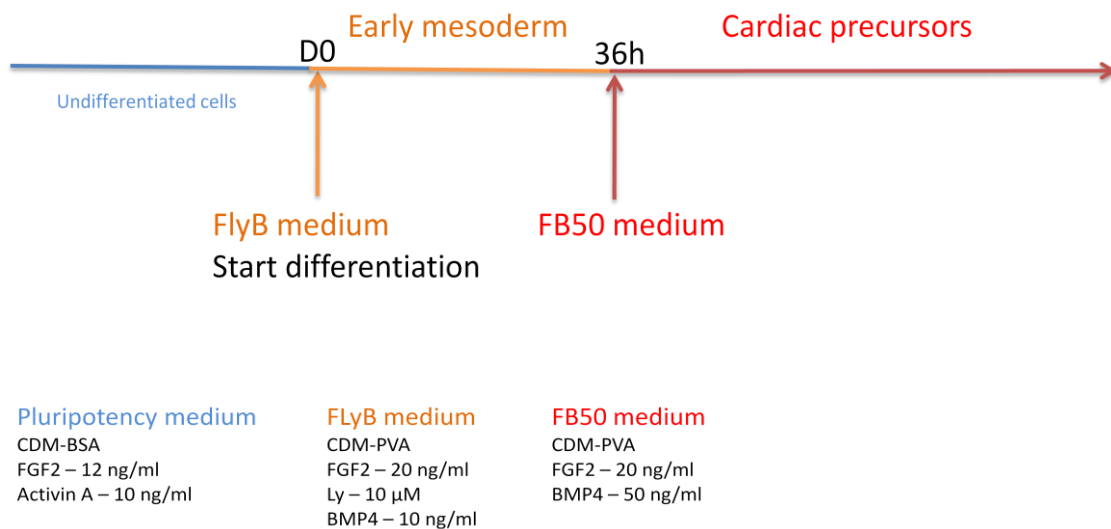 Early mesoderm
Cardiac precursors
D0
36h
Undifferentiated cells
FlyB medium
Start differentiation
FB50 medium
Pluripotency medium
CDM-BSA
FGF2 – 12 ng/ml
Activin A – 10 ng/ml
FLyB medium
CDM-PVA
FGF2 – 20 ng/ml
Ly – 10 µM
BMP4 – 10 ng/ml
FB50 medium
CDM-PVA
FGF2 – 20 ng/ml
BMP4 – 50 ng/ml